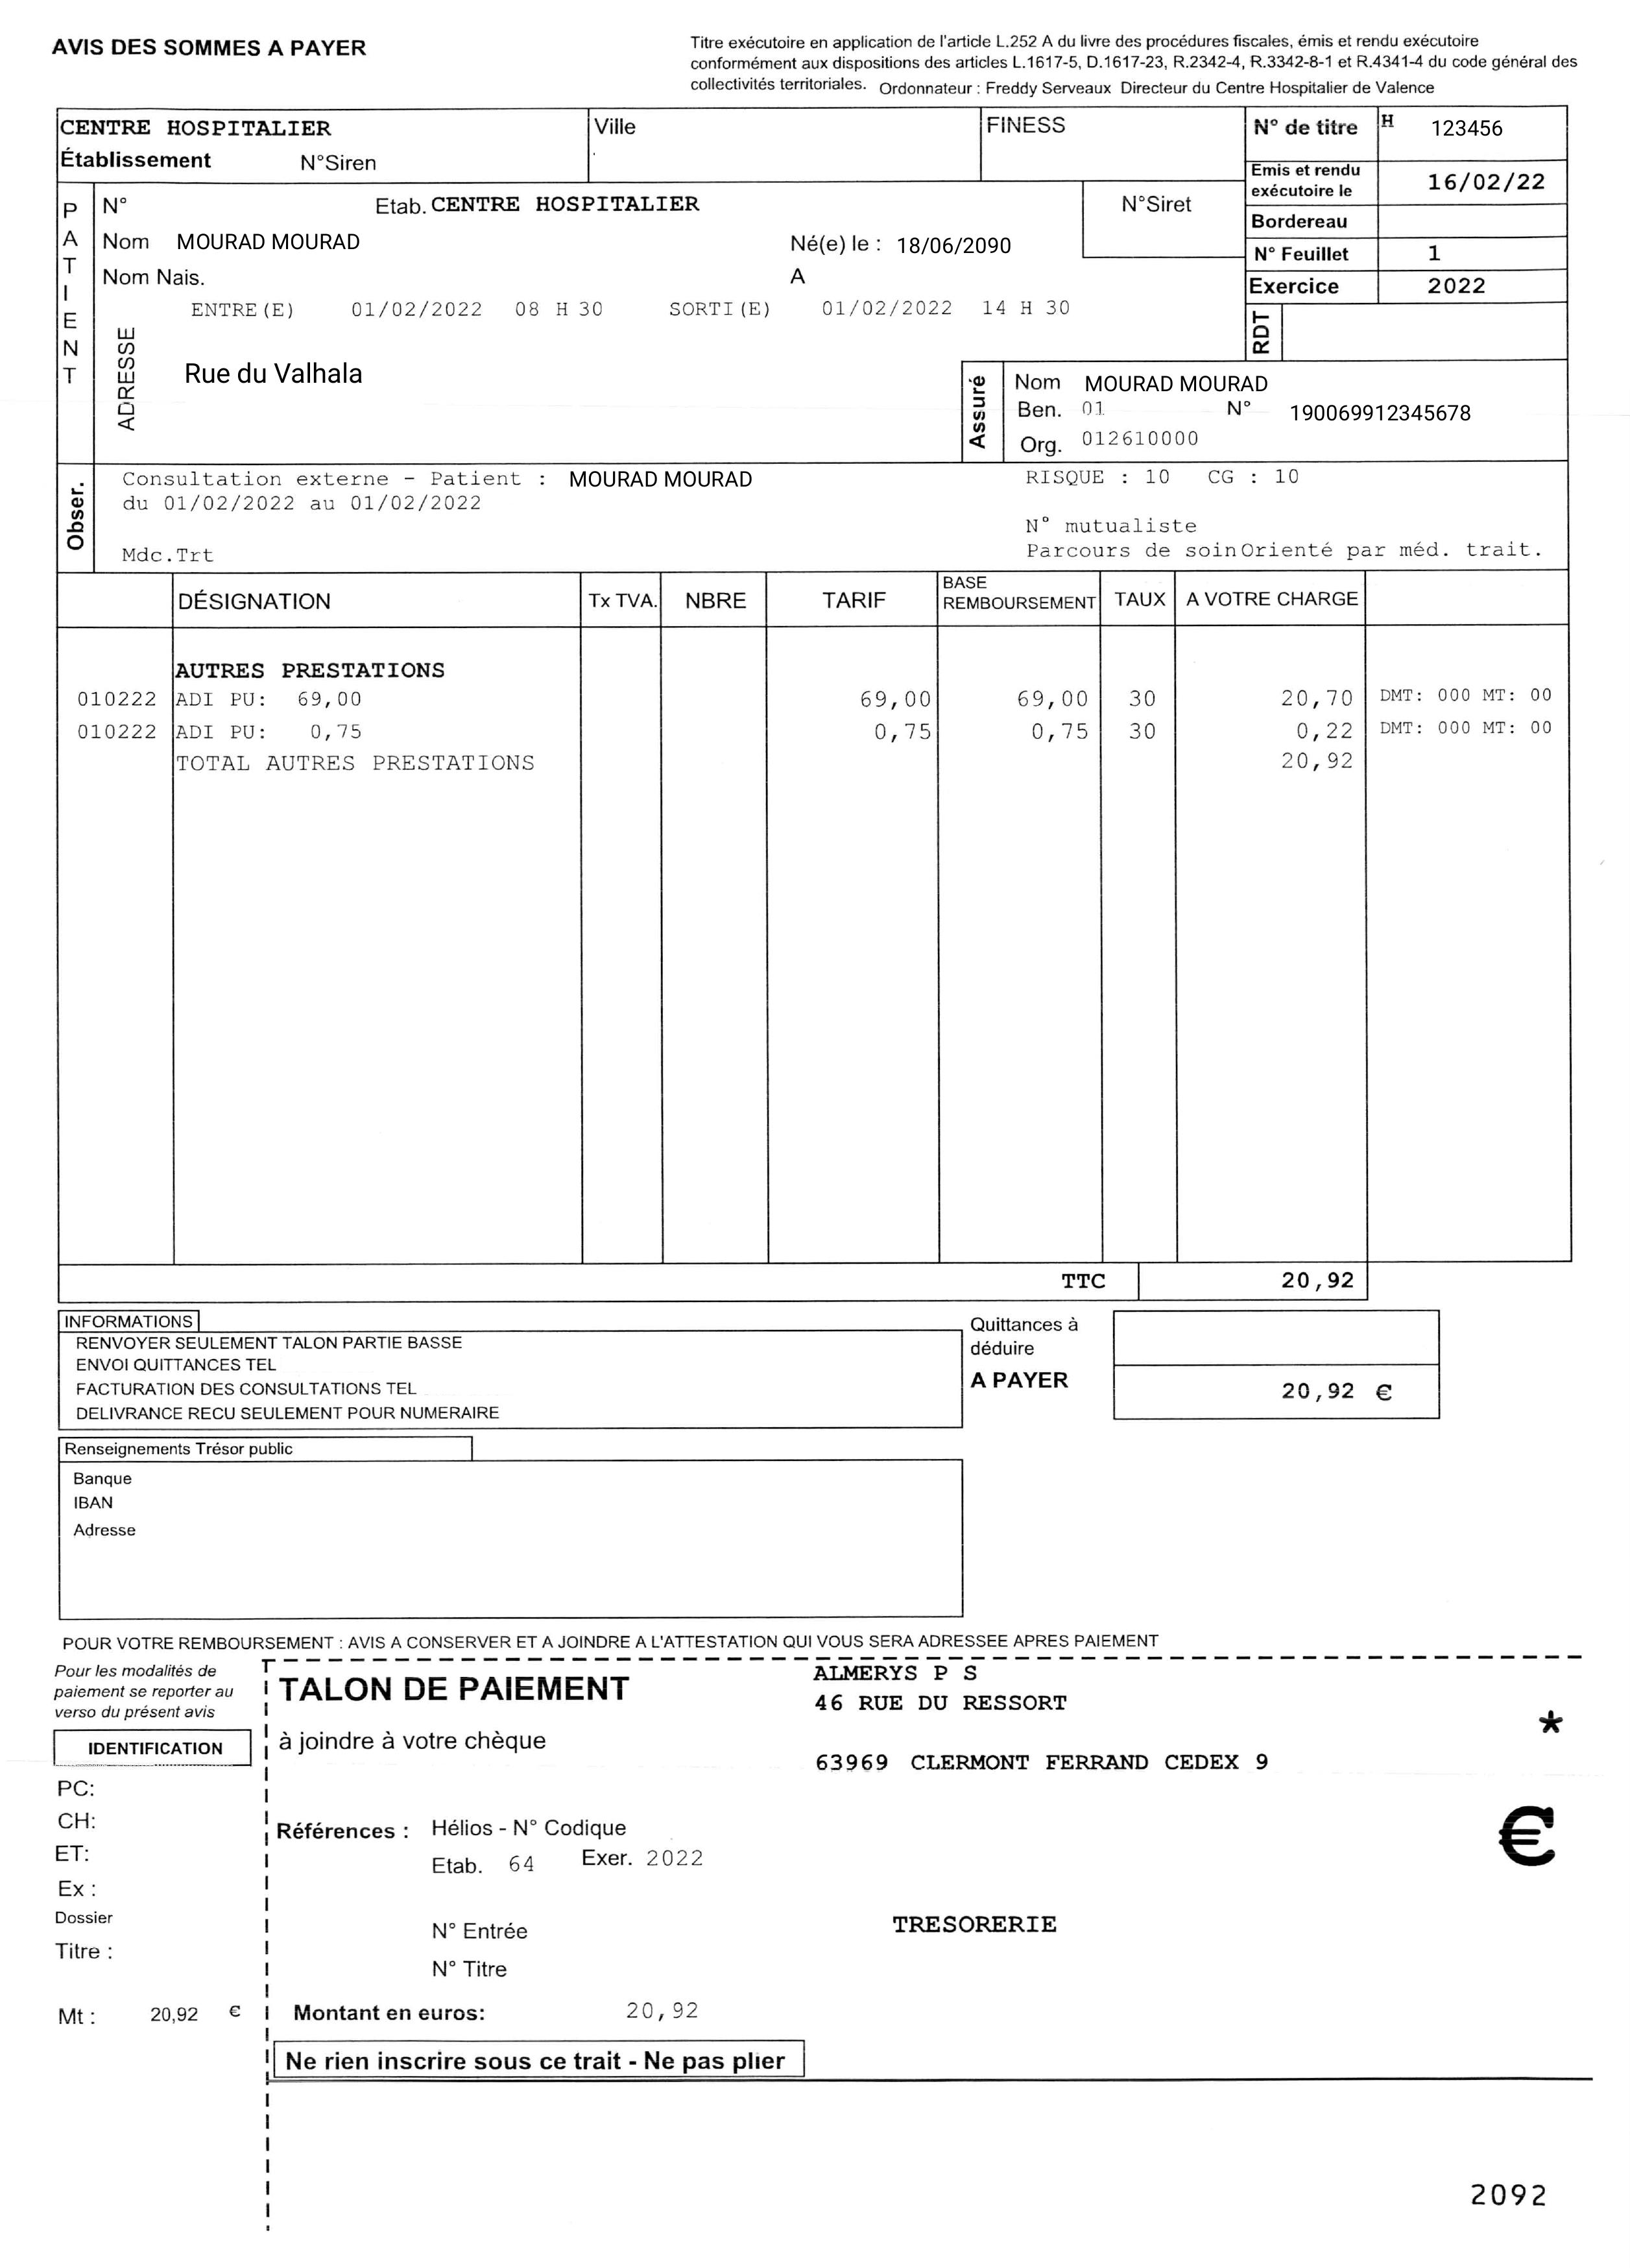 AVIS DES SOMMES A PAYER
Titre exécutoire en application de l'article L.252 A du livre des procédures fiscales, émis et rendu exécutoire
conformément aux dispositions des articles L.1617-5, D.1617-23, R.2342-4, R.3342-8-1 et R.4341-4 du code général des
collectivités territoriales. Ordonnateur : Freddy Serveaux Directeur du Centre Hospitalier de Valence
CENTRE HOSPITALIER
Établissement N°Siren
Ville
FINESS
N° de titre H 123456
Emis et rendu
exécutoire le 16/02/22
Bordereau
N° Feuillet 1
Exercice 2022
RDT
PATIENT
N° Etab. CENTRE HOSPITALIER N°Siret
Nom MOURAD MOURAD Né(e) le : 18/06/2090
Nom Nais. A
ENTRE(E) 01/02/2022 08 H 30 SORTI(E) 01/02/2022 14 H 30
ADRESSE
Rue du Valhala
Assuré
Nom MOURAD MOURAD
Ben. 01 N° 190069912345678
Org. 012610000
Obser.
Consultation externe - Patient : MOURAD MOURAD
du 01/02/2022 au 01/02/2022
Mdc.Trt
RISQUE : 10 CG : 10
N° mutualiste
Parcours de soinOrienté par méd. trait.
DÉSIGNATION Tx TVA. NBRE TARIF BASE REMBOURSEMENT TAUX A VOTRE CHARGE
AUTRES PRESTATIONS
010222 ADI PU: 69,00 69,00 69,00 30 20,70 DMT: 000 MT: 00
010222 ADI PU: 0,75 0,75 0,75 30 0,22 DMT: 000 MT: 00
TOTAL AUTRES PRESTATIONS 20,92
TTC 20,92
INFORMATIONS
RENVOYER SEULEMENT TALON PARTIE BASSE
ENVOI QUITTANCES TEL
FACTURATION DES CONSULTATIONS TEL
DELIVRANCE RECU SEULEMENT POUR NUMERAIRE
Quittances à
déduire
A PAYER 20,92 €
Renseignements Trésor public
Banque
IBAN
Adresse
POUR VOTRE REMBOURSEMENT : AVIS A CONSERVER ET A JOINDRE A L'ATTESTATION QUI VOUS SERA ADRESSEE APRES PAIEMENT
Pour les modalités de
paiement se reporter au
verso du présent avis
IDENTIFICATION
PC:
CH:
ET:
Ex :
Dossier
Titre :
Mt : 20,92 €
TALON DE PAIEMENT
à joindre à votre chèque
ALMERYS P S
46 RUE DU RESSORT
*
63969 CLERMONT FERRAND CEDEX 9
€
Références : Hélios - N° Codique
Etab. 64 Exer. 2022
N° Entrée
TRESORERIE
N° Titre
Montant en euros: 20,92
Ne rien inscrire sous ce trait - Ne pas plier
2092